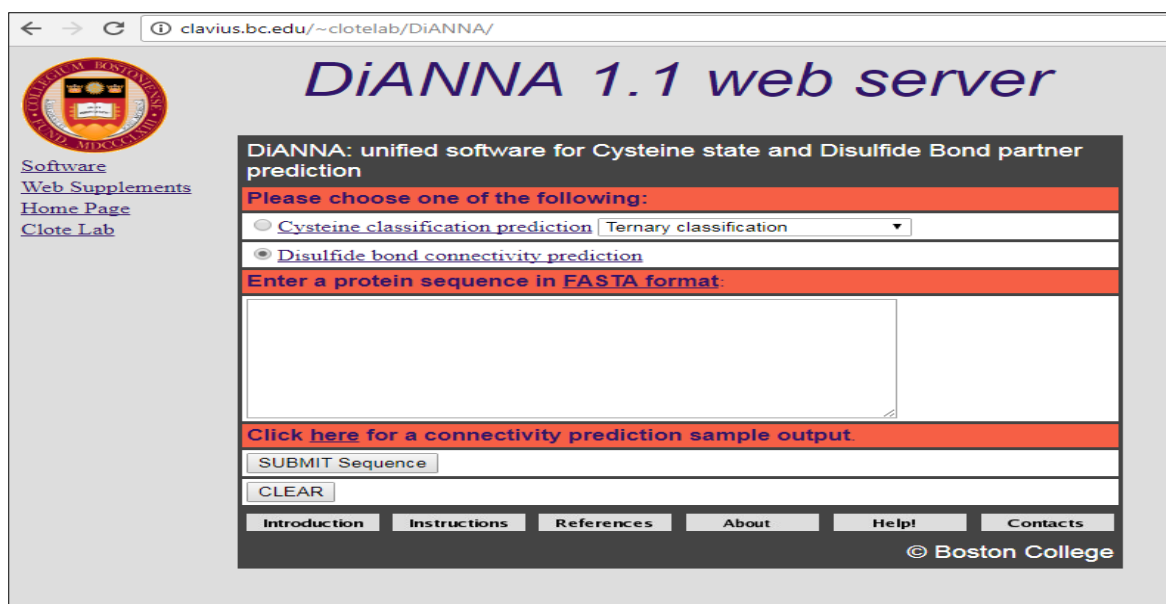 clavius.bc.edu/~clotelab/DiANNA/
DiANNA 1.1 web server
Software
Web Supplements
Home Page
Clote Lab
DiANNA: unified software for Cysteine state and Disulfide Bond partner
prediction
Please choose one of the following:
Cysteine classification prediction Ternary classification
Disulfide bond connectivity prediction
Enter a protein sequence in FASTA format:
Click here for a connectivity prediction sample output.
SUBMIT Sequence
CLEAR
Introduction Instructions References About Help! Contacts
© Boston College